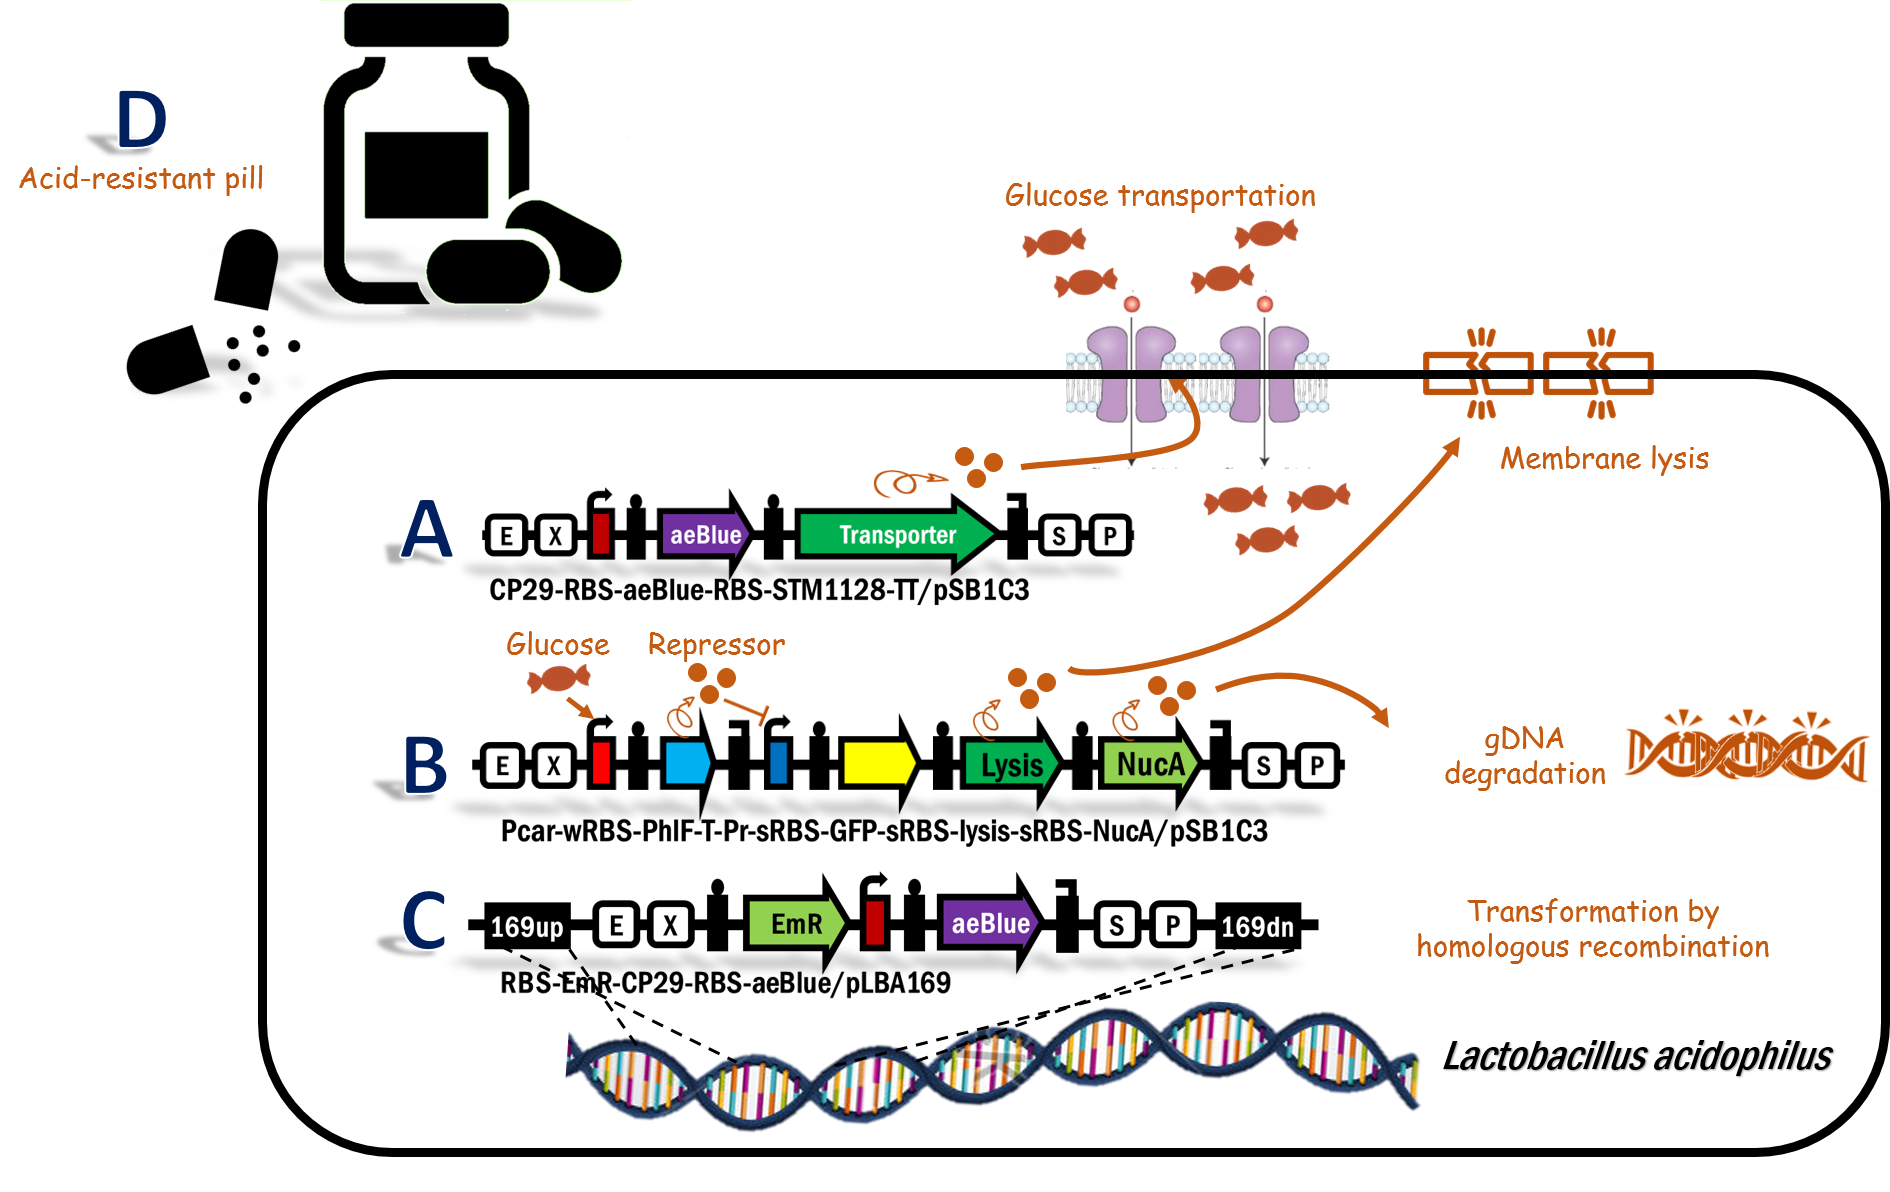 D
Acid-resistant pill
Glucose transportation
Membrane lysis
A
E X aeBlue Transporter S P
CP29-RBS-aeBlue-RBS-STM1128-TT/pSB1C3
Glucose Repressor
B
E X Lysis NucA S P
Pcar-wRBS-PhlF-T-Pr-sRBS-GFP-sRBS-lysis-sRBS-NucA/pSB1C3
gDNA
degradation
C
169up E X EmR aeBlue S P 169dn
RBS-EmR-CP29-RBS-aeBlue/pLBA169
Transformation by
homologous recombination
Lactobacillus acidophilus